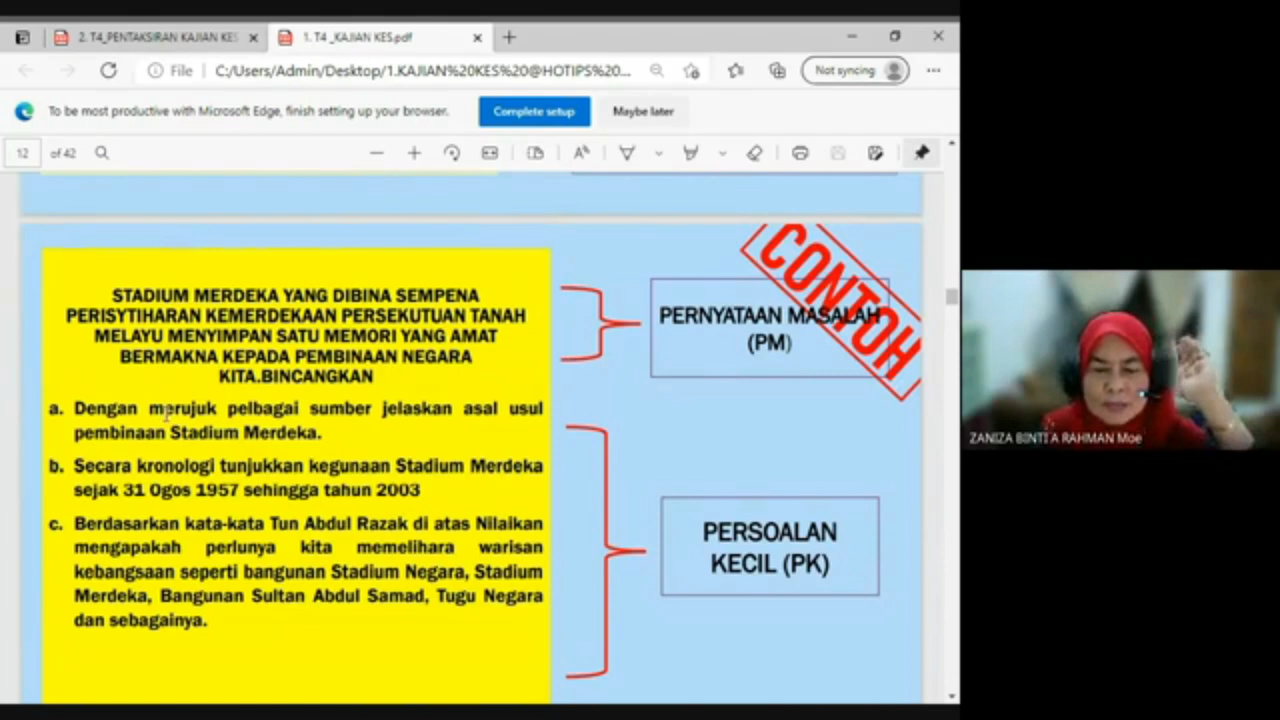 2. T4_PENTAKSIRAN KAJIAN KES
1. T4 _KAJIAN KES.pdf
File
C:/Users/Admin/Desktop/1.KAJIAN%20KES%20@HOTIPS%20...
Not syncing
To be most productive with Microsoft Edge, finish setting up your browser.
Complete setup
Maybe later
12 of 42
CONTOH
STADIUM MERDEKA YANG DIBINA SEMPENA
PERISYTIHARAN KEMERDEKAAN PERSEKUTUAN TANAH
MELAYU MENYIMPAN SATU MEMORI YANG AMAT
BERMAKNA KEPADA PEMBINAAN NEGARA
KITA.BINCANGKAN
PERNYATAAN MASALAH
(PM)
a. Dengan merujuk pelbagai sumber jelaskan asal usul
pembinaan Stadium Merdeka.
b. Secara kronologi tunjukkan kegunaan Stadium Merdeka
sejak 31 Ogos 1957 sehingga tahun 2003
c. Berdasarkan kata-kata Tun Abdul Razak di atas Nilaikan
mengapakah perlunya kita memelihara warisan
kebangsaan seperti bangunan Stadium Negara, Stadium
Merdeka, Bangunan Sultan Abdul Samad, Tugu Negara
dan sebagainya.
PERSOALAN
KECIL (PK)
ZANIZA BINTI A RAHMAN Moe